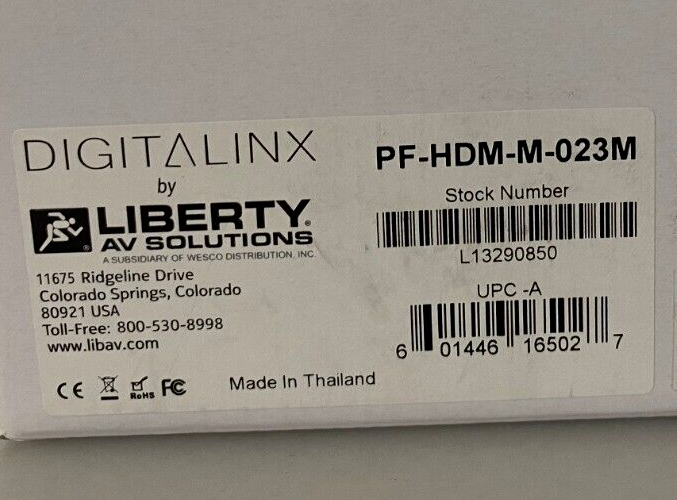 DIGITALINX
by
LIBERTY®
AV SOLUTIONS
A SUBSIDIARY OF WESCO DISTRIBUTION, INC.
11675 Ridgeline Drive
Colorado Springs, Colorado
80921 USA
Toll-Free: 800-530-8998
www.libav.com
CE RoHS FC
Made In Thailand
PF-HDM-M-023M
Stock Number
L13290850
UPC -A
6 01446 16502 7